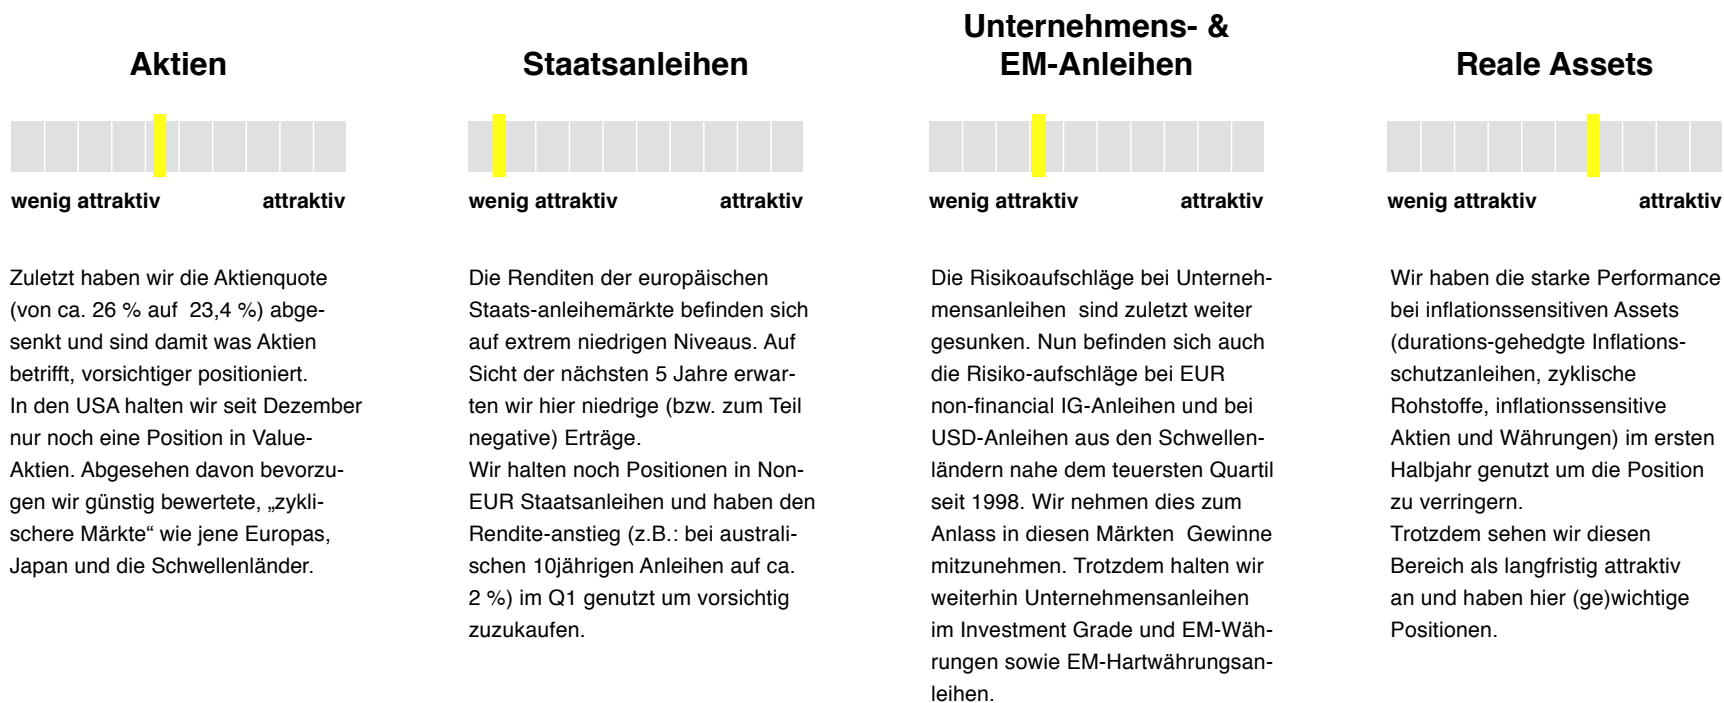 Aktien
wenig attraktiv attraktiv
Zuletzt haben wir die Aktienquote
(von ca. 26 % auf  23,4 %) abge-
senkt und sind damit was Aktien
betrifft, vorsichtiger positioniert.
In den USA halten wir seit Dezember
nur noch eine Position in Value-
Aktien. Abgesehen davon bevorzu-
gen wir günstig bewertete, „zykli-
schere Märkte“ wie jene Europas,
Japan und die Schwellenländer.
Staatsanleihen
wenig attraktiv attraktiv
Die Renditen der europäischen
Staats-anleihemärkte befinden sich
auf extrem niedrigen Niveaus. Auf
Sicht der nächsten 5 Jahre erwar-
ten wir hier niedrige (bzw. zum Teil
negative) Erträge.
Wir halten noch Positionen in Non-
EUR Staatsanleihen und haben den
Rendite-anstieg (z.B.: bei australi-
schen 10jährigen Anleihen auf ca.
2 %) im Q1 genutzt um vorsichtig
zuzukaufen.
Unternehmens- &
EM-Anleihen
wenig attraktiv attraktiv
Die Risikoaufschläge bei Unterneh-
mensanleihen  sind zuletzt weiter
gesunken. Nun befinden sich auch
die Risiko-aufschläge bei EUR
non-financial IG-Anleihen und bei
USD-Anleihen aus den Schwellen-
ländern nahe dem teuersten Quartil
seit 1998. Wir nehmen dies zum
Anlass in diesen Märkten  Gewinne
mitzunehmen. Trotzdem halten wir
weiterhin Unternehmensanleihen
im Investment Grade und EM-Wäh-
rungen sowie EM-Hartwährungsan-
leihen.
Reale Assets
wenig attraktiv attraktiv
Wir haben die starke Performance
bei inflationssensitiven Assets
(durations-gehedgte Inflations-
schutzanleihen, zyklische
Rohstoffe, inflationssensitive
Aktien und Währungen) im ersten
Halbjahr genutzt um die Position
zu verringern.
Trotzdem sehen wir diesen
Bereich als langfristig attraktiv
an und haben hier (ge)wichtige
Positionen.